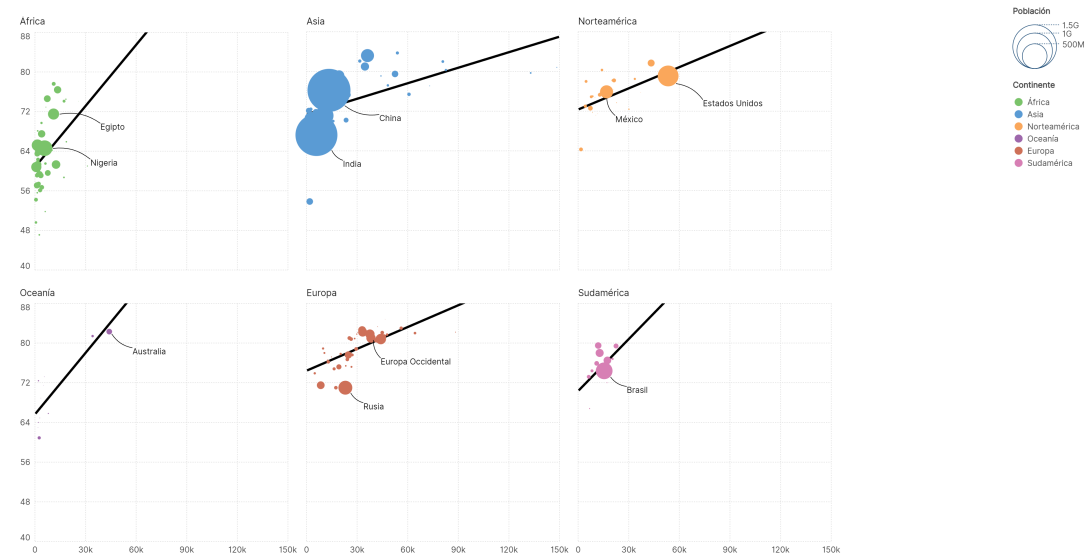 África
88
80
72
64
56
48
40
Egipto
Nigeria
Asia
China
India
Norteamérica
Estados Unidos
México
Población
1.5G
1G
500M
Continente
África
Asia
Norteamérica
Oceanía
Europa
Sudamérica
Oceanía
88
80
72
64
56
48
40
0
30k
60k
90k
120k
150k
Australia
Europa
Europa Occidental
Rusia
0
30k
60k
90k
120k
150k
Sudamérica
Brasil
0
30k
60k
90k
120k
150k